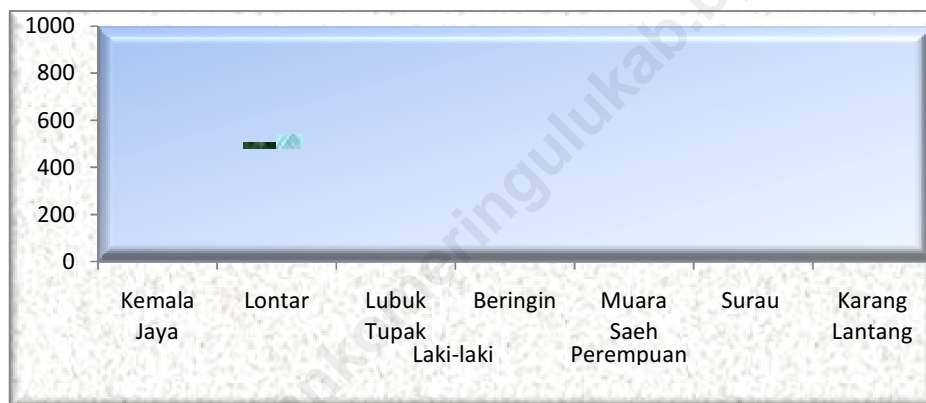 1000
800
600
400
200
0
Kemala Jaya
Lontar
Lubuk Tupak
Beringin
Muara Saeh
Surau
Karang Lantang
Laki-laki
Perempuan